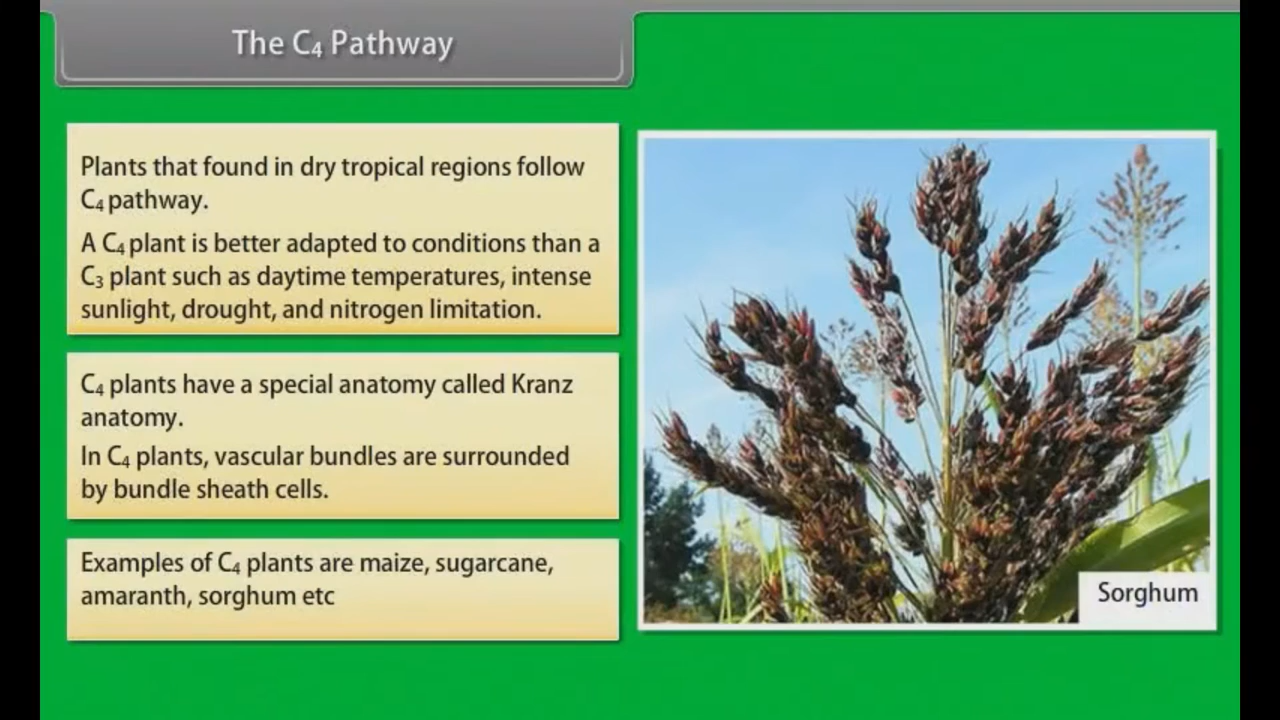 The C₄ Pathway
Plants that found in dry tropical regions follow
C₄ pathway.
A C₄ plant is better adapted to conditions than a
C₃ plant such as daytime temperatures, intense
sunlight, drought, and nitrogen limitation.
C₄ plants have a special anatomy called Kranz
anatomy.
In C₄ plants, vascular bundles are surrounded
by bundle sheath cells.
Examples of C₄ plants are maize, sugarcane,
amaranth, sorghum etc
Sorghum